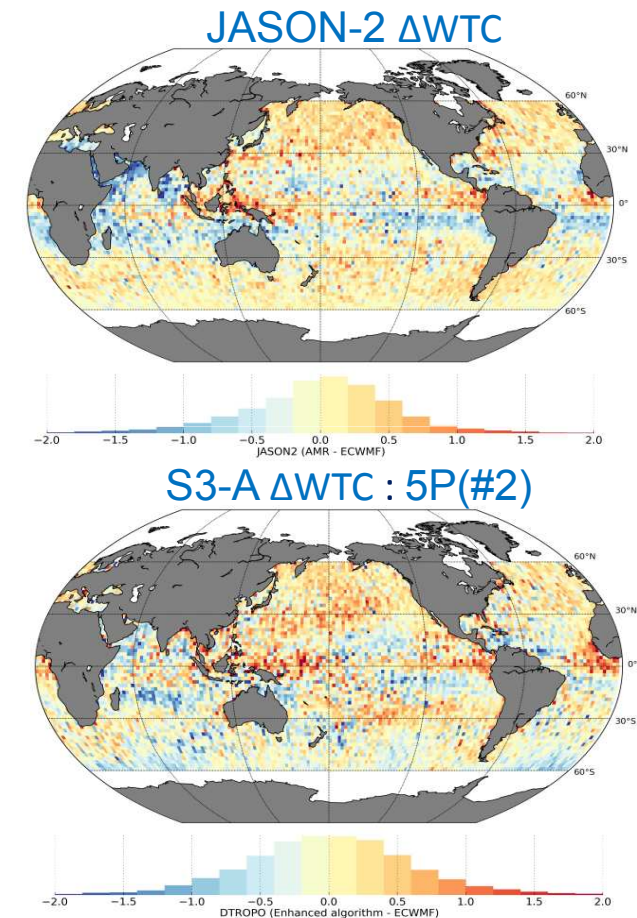 JASON-2 ΔWTC
60°N
30°N
0°
30°S
60°S
−2.0 −1.5 −1.0 −0.5 0.0 0.5 1.0 1.5 2.0
JASON2 (AMR - ECWMF)
S3-A ΔWTC : 5P(#2)
60°N
30°N
0°
30°S
60°S
−2.0 −1.5 −1.0 −0.5 0.0 0.5 1.0 1.5 2.0
DTROPO (Enhanced algorithm - ECWMF)